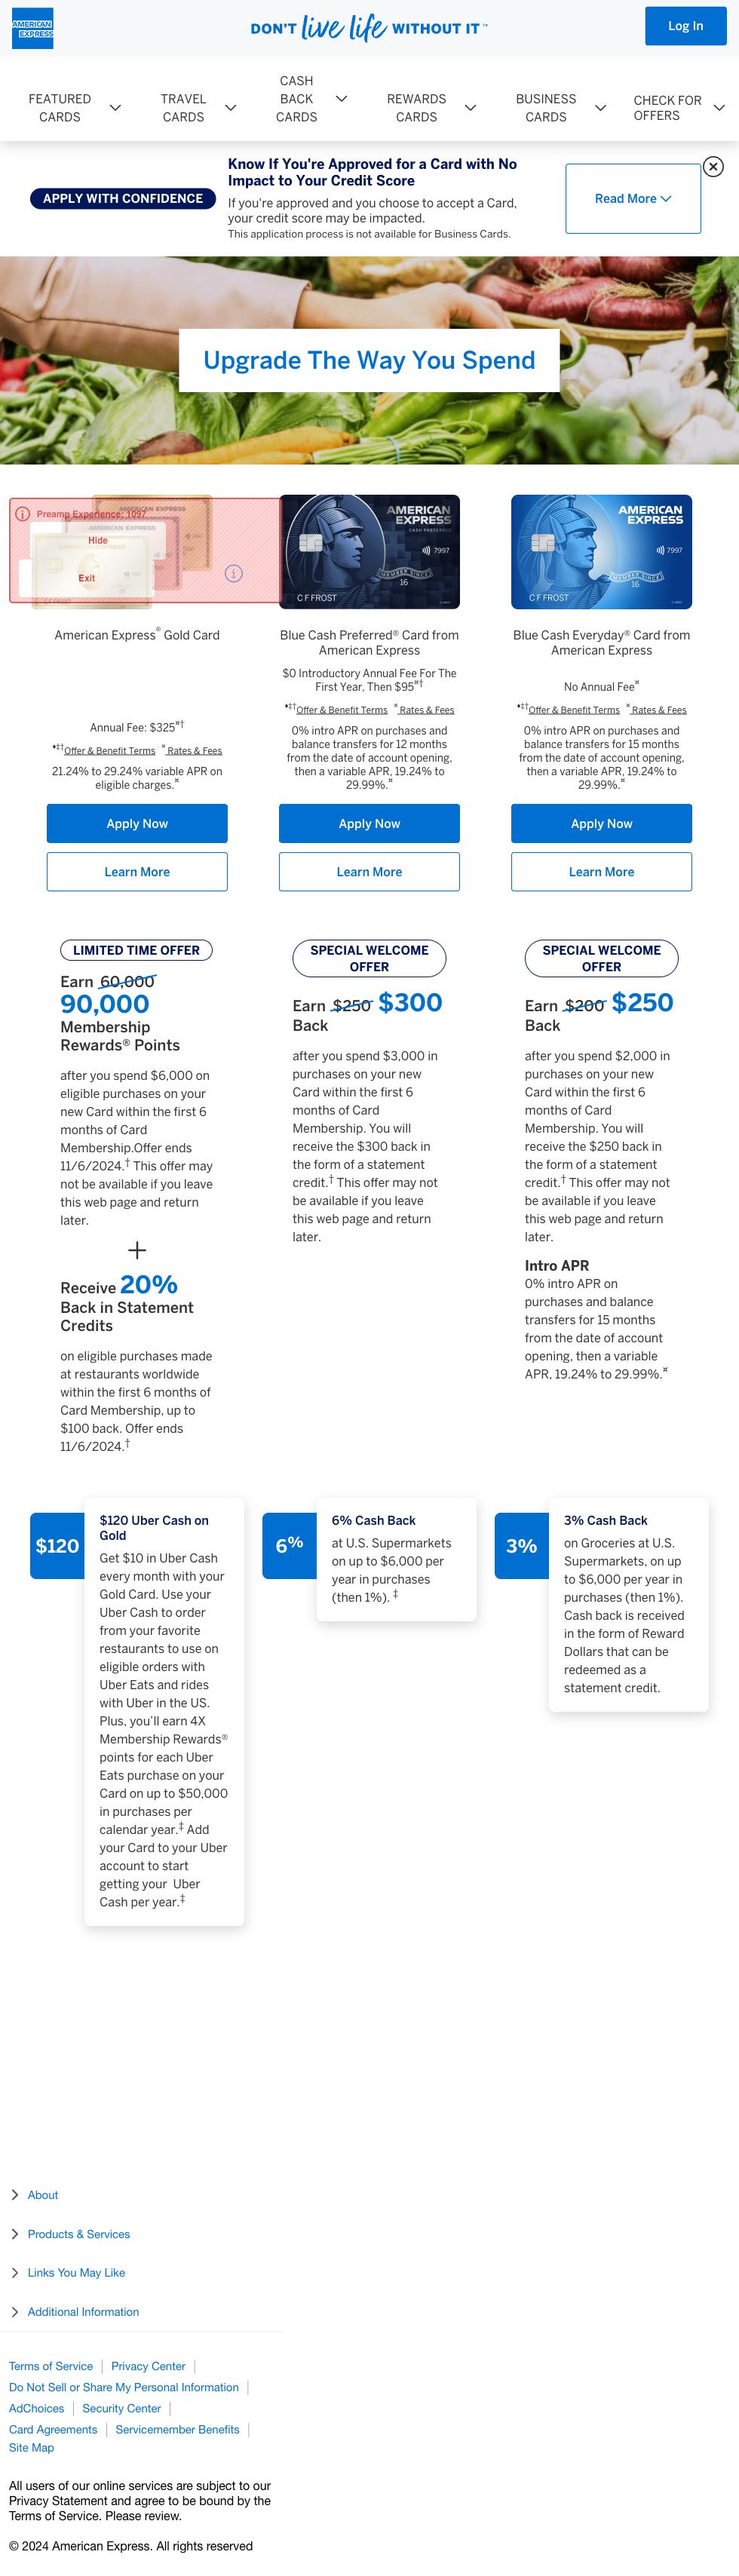 AMERICAN
EXPRESS
DON'T live life WITHOUT IT™
Log In
FEATURED
CARDS
TRAVEL
CARDS
CASH
BACK
CARDS
REWARDS
CARDS
BUSINESS
CARDS
CHECK FOR
OFFERS
APPLY WITH CONFIDENCE
Know If You're Approved for a Card with No
Impact to Your Credit Score
If you're approved and you choose to accept a Card,
your credit score may be impacted.
This application process is not available for Business Cards.
Read More
Upgrade The Way You Spend
Preamp Experience: 1097
Hide
Exit
American Express® Gold Card
Annual Fee: $325¤†
♦‡†Offer & Benefit Terms ¤ Rates & Fees
21.24% to 29.24% variable APR on
eligible charges.¤
Apply Now
Learn More
AMERICAN
EXPRESS
CASH PREFERRED
7997
MEMBER SINCE
16
C F FROST
Blue Cash Preferred® Card from
American Express
$0 Introductory Annual Fee For The
First Year, Then $95¤†
♦‡†Offer & Benefit Terms ¤ Rates & Fees
0% intro APR on purchases and
balance transfers for 12 months
from the date of account opening,
then a variable APR, 19.24% to
29.99%.¤
Apply Now
Learn More
AMERICAN
EXPRESS
7997
MEMBER SINCE
16
C F FROST
Blue Cash Everyday® Card from
American Express
No Annual Fee¤
♦‡†Offer & Benefit Terms ¤ Rates & Fees
0% intro APR on purchases and
balance transfers for 15 months
from the date of account opening,
then a variable APR, 19.24% to
29.99%.¤
Apply Now
Learn More
LIMITED TIME OFFER
Earn 60,000
90,000
Membership
Rewards® Points
after you spend $6,000 on
eligible purchases on your
new Card within the first 6
months of Card
Membership.Offer ends
11/6/2024.† This offer may
not be available if you leave
this web page and return
later.
+
Receive 20%
Back in Statement
Credits
on eligible purchases made
at restaurants worldwide
within the first 6 months of
Card Membership, up to
$100 back. Offer ends
11/6/2024.†
SPECIAL WELCOME
OFFER
Earn $250 $300
Back
after you spend $3,000 in
purchases on your new
Card within the first 6
months of Card
Membership. You will
receive the $300 back in
the form of a statement
credit.† This offer may not
be available if you leave
this web page and return
later.
SPECIAL WELCOME
OFFER
Earn $200 $250
Back
after you spend $2,000 in
purchases on your new
Card within the first 6
months of Card
Membership. You will
receive the $250 back in
the form of a statement
credit.† This offer may not
be available if you leave
this web page and return
later.
Intro APR
0% intro APR on
purchases and balance
transfers for 15 months
from the date of account
opening, then a variable
APR, 19.24% to 29.99%.¤
$120
$120 Uber Cash on
Gold
Get $10 in Uber Cash
every month with your
Gold Card. Use your
Uber Cash to order
from your favorite
restaurants to use on
eligible orders with
Uber Eats and rides
with Uber in the US.
Plus, you'll earn 4X
Membership Rewards®
points for each Uber
Eats purchase on your
Card on up to $50,000
in purchases per
calendar year.‡ Add
your Card to your Uber
account to start
getting your Uber
Cash per year.‡
6%
6% Cash Back
at U.S. Supermarkets
on up to $6,000 per
year in purchases
(then 1%). ‡
3%
3% Cash Back
on Groceries at U.S.
Supermarkets, on up
to $6,000 per year in
purchases (then 1%).
Cash back is received
in the form of Reward
Dollars that can be
redeemed as a
statement credit.
About
Products & Services
Links You May Like
Additional Information
Terms of Service
Privacy Center
Do Not Sell or Share My Personal Information
AdChoices
Security Center
Card Agreements
Servicemember Benefits
Site Map
All users of our online services are subject to our
Privacy Statement and agree to be bound by the
Terms of Service. Please review.
© 2024 American Express. All rights reserved